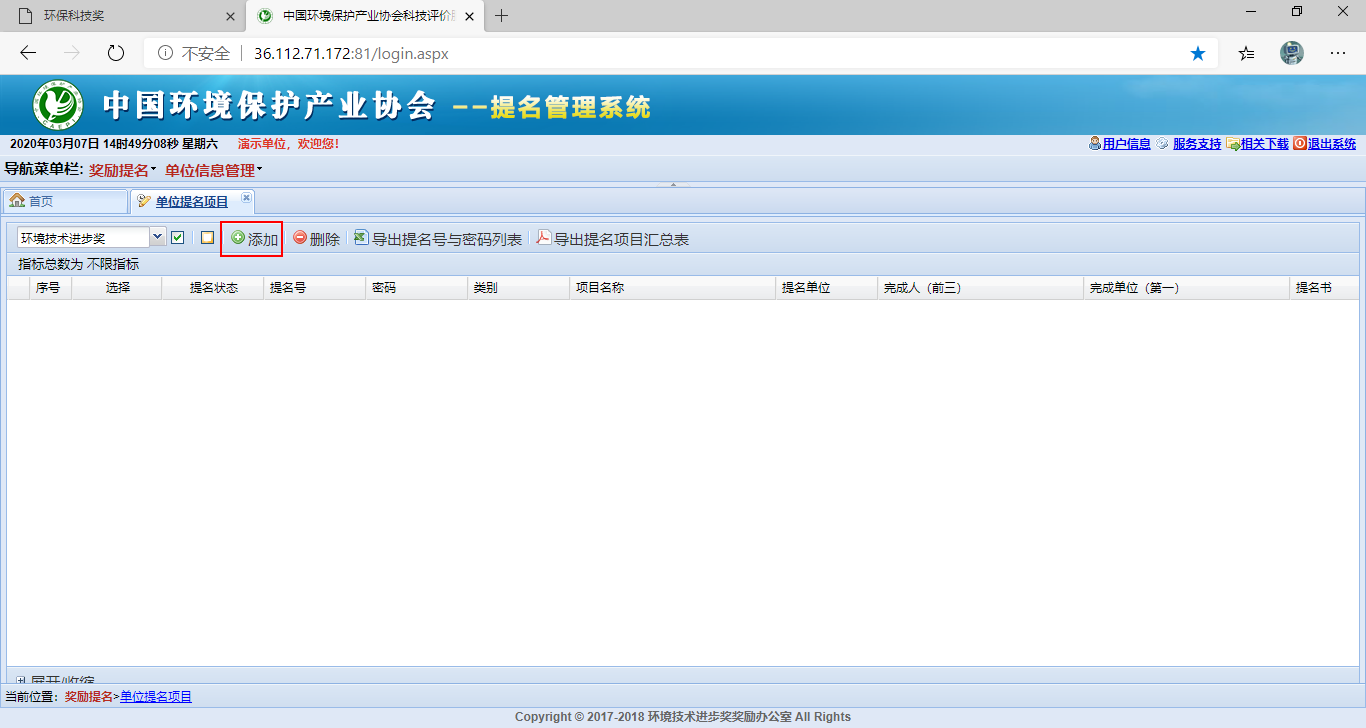 环保科技奖
中国环境保护产业协会科技评价
不安全 36.112.71.172:81/login.aspx
中国环境保护产业协会 --提名管理系统
2020年03月07日 14时49分08秒 星期六 演示单位，欢迎您！ 用户信息 服务支持 相关下载 退出系统
导航菜单栏: 奖励提名 单位信息管理
首页 单位提名项目
环境技术进步奖 添加 删除 导出提名号与密码列表 导出提名项目汇总表
指标总数为 不限指标
序号 选择 提名状态 提名号 密码 类别 项目名称 提名单位 完成人（前三） 完成单位（第一） 提名书
展开/收缩
当前位置: 奖励提名>单位提名项目
Copyright © 2017-2018 环境技术进步奖奖励办公室 All Rights